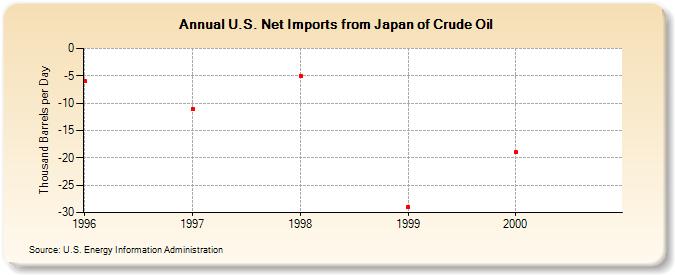 Annual U.S. Net Imports from Japan of Crude Oil
Thousand Barrels per Day
0
-5
-10
-15
-20
-25
-30
1996 1997 1998 1999 2000
Source: U.S. Energy Information Administration